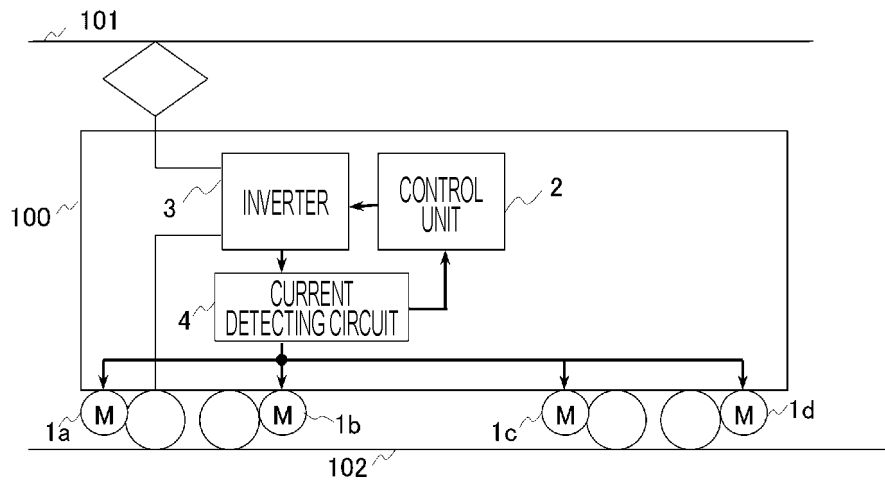 101
100
3
INVERTER
CONTROL
UNIT
2
4
CURRENT
DETECTING CIRCUIT
1a
M
M
1b
1c
M
M
1d
102